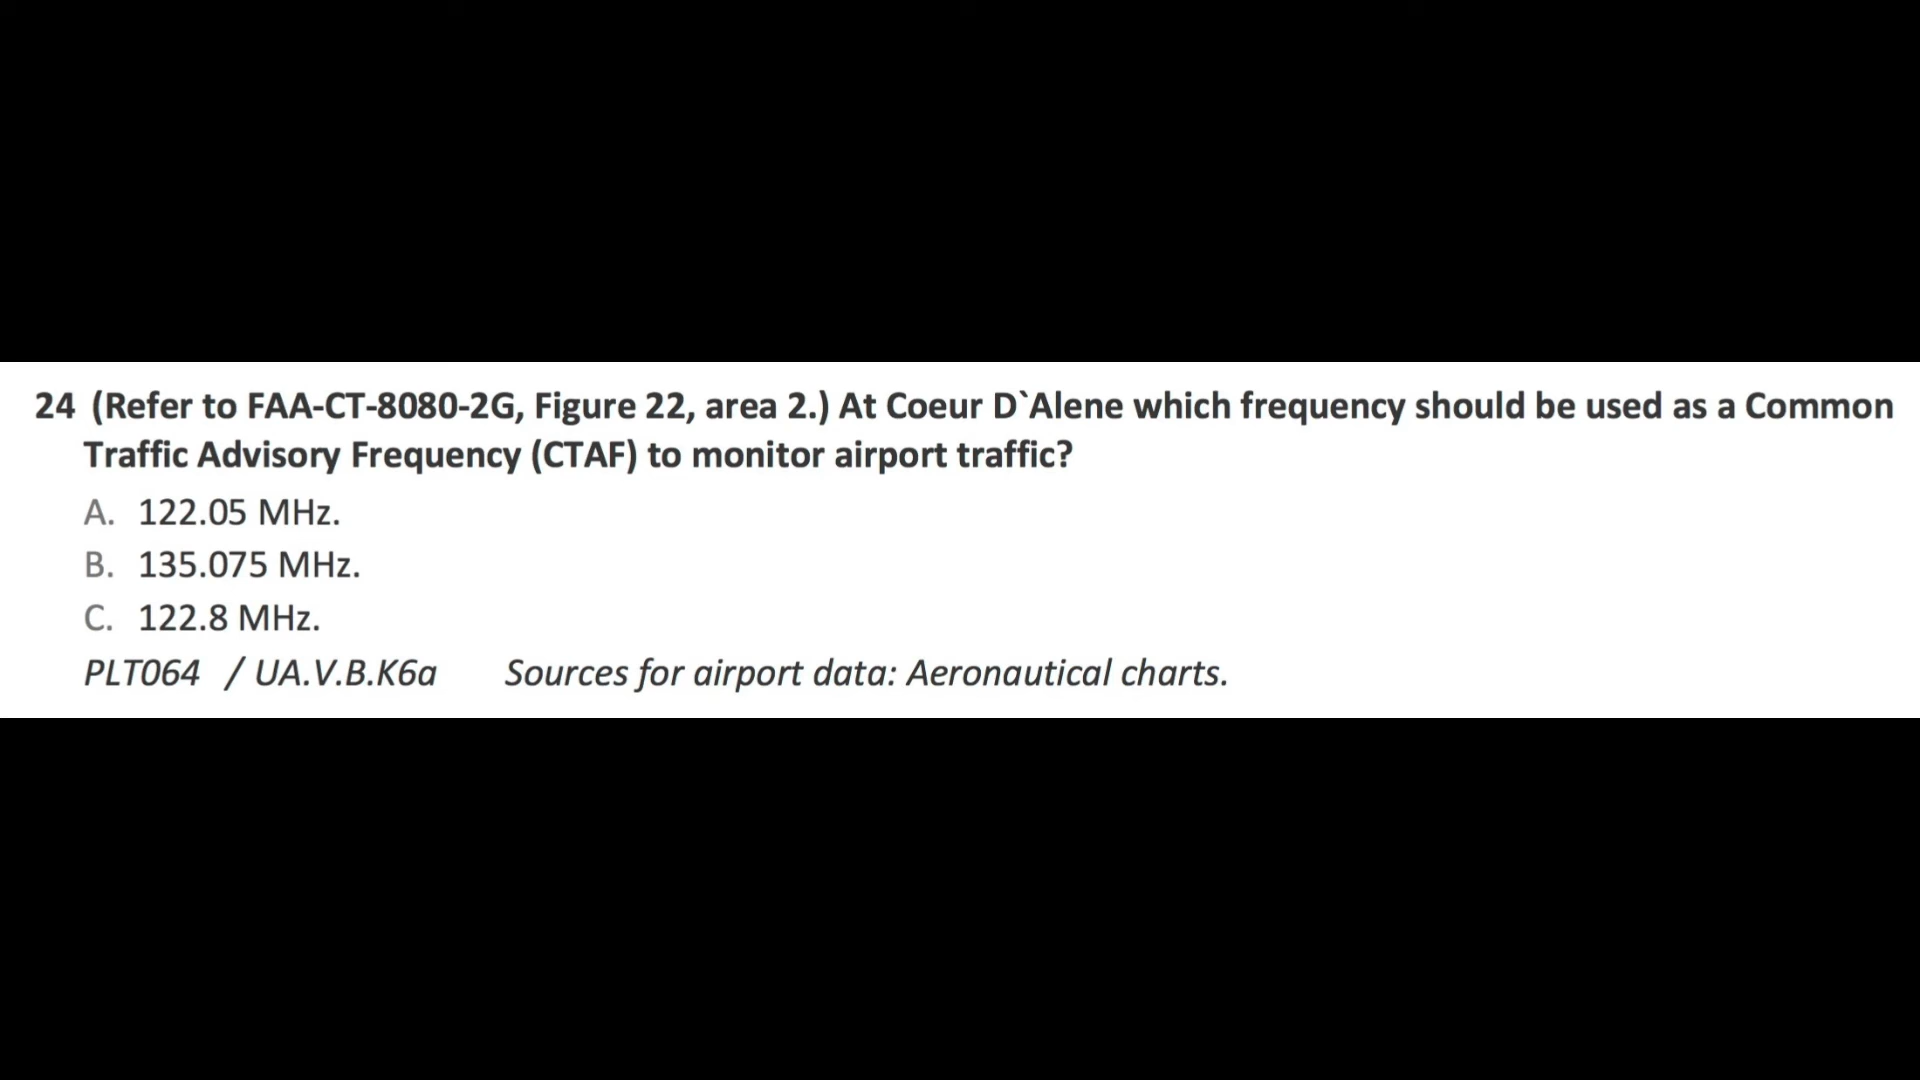 24 (Refer to FAA-CT-8080-2G, Figure 22, area 2.) At Coeur D`Alene which frequency should be used as a Common
Traffic Advisory Frequency (CTAF) to monitor airport traffic?
A. 122.05 MHz.
B. 135.075 MHz.
C. 122.8 MHz.
PLT064 / UA.V.B.K6a Sources for airport data: Aeronautical charts.